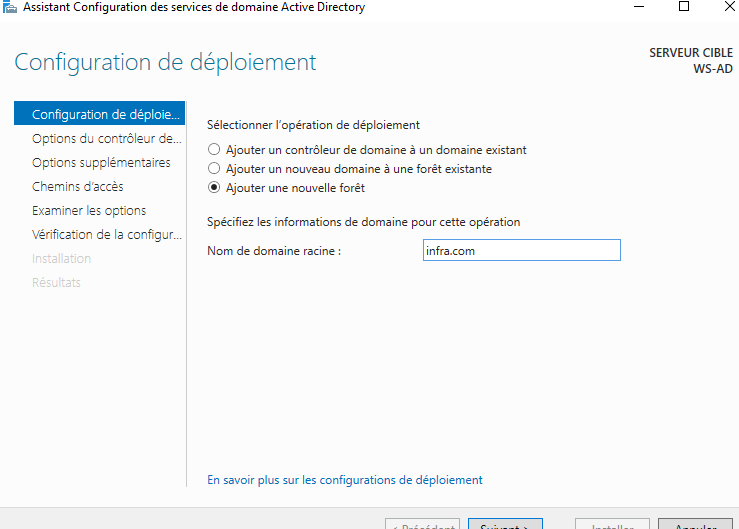 Assistant Configuration des services de domaine Active Directory
Configuration de déploiement
SERVEUR CIBLE
WS-AD
Configuration de déploie...
Options du contrôleur de...
Options supplémentaires
Chemins d'accès
Examiner les options
Vérification de la configur...
Installation
Résultats
Sélectionner l'opération de déploiement
Ajouter un contrôleur de domaine à un domaine existant
Ajouter un nouveau domaine à une forêt existante
Ajouter une nouvelle forêt
Spécifiez les informations de domaine pour cette opération
Nom de domaine racine : infra.com
En savoir plus sur les configurations de déploiement
< Précédent Suivant > Installer Annuler